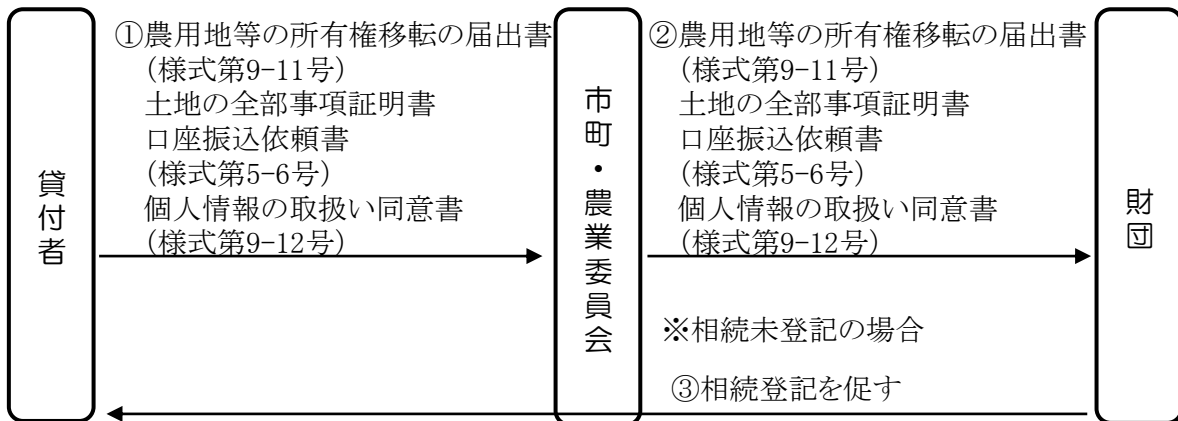 貸付者
①農用地等の所有権移転の届出書
(様式第9-11号)
土地の全部事項証明書
口座振込依頼書
(様式第5-6号)
個人情報の取扱い同意書
(様式第9-12号)
市町・農業委員会
②農用地等の所有権移転の届出書
(様式第9-11号)
土地の全部事項証明書
口座振込依頼書
(様式第5-6号)
個人情報の取扱い同意書
(様式第9-12号)
※相続未登記の場合
③相続登記を促す
財団